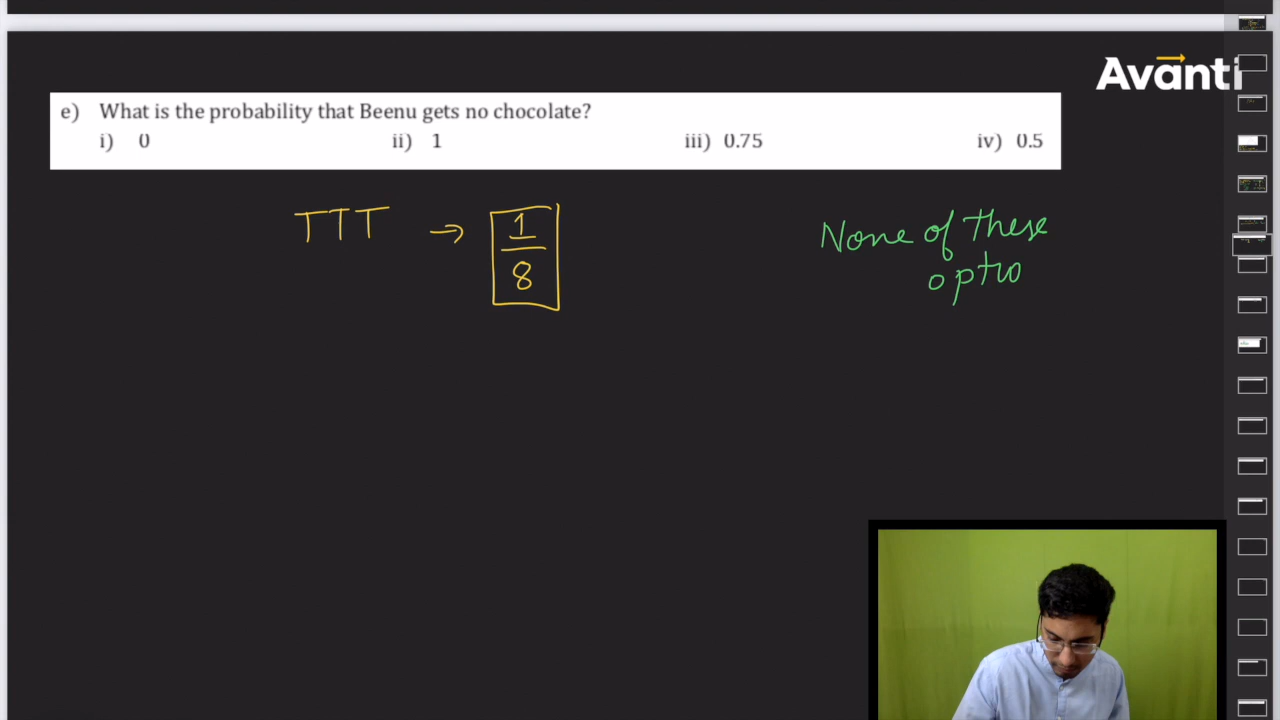 Avanti
e) What is the probability that Beenu gets no chocolate?
i) 0 ii) 1 iii) 0.75 iv) 0.5
TTT → 1/8
None of these
optio